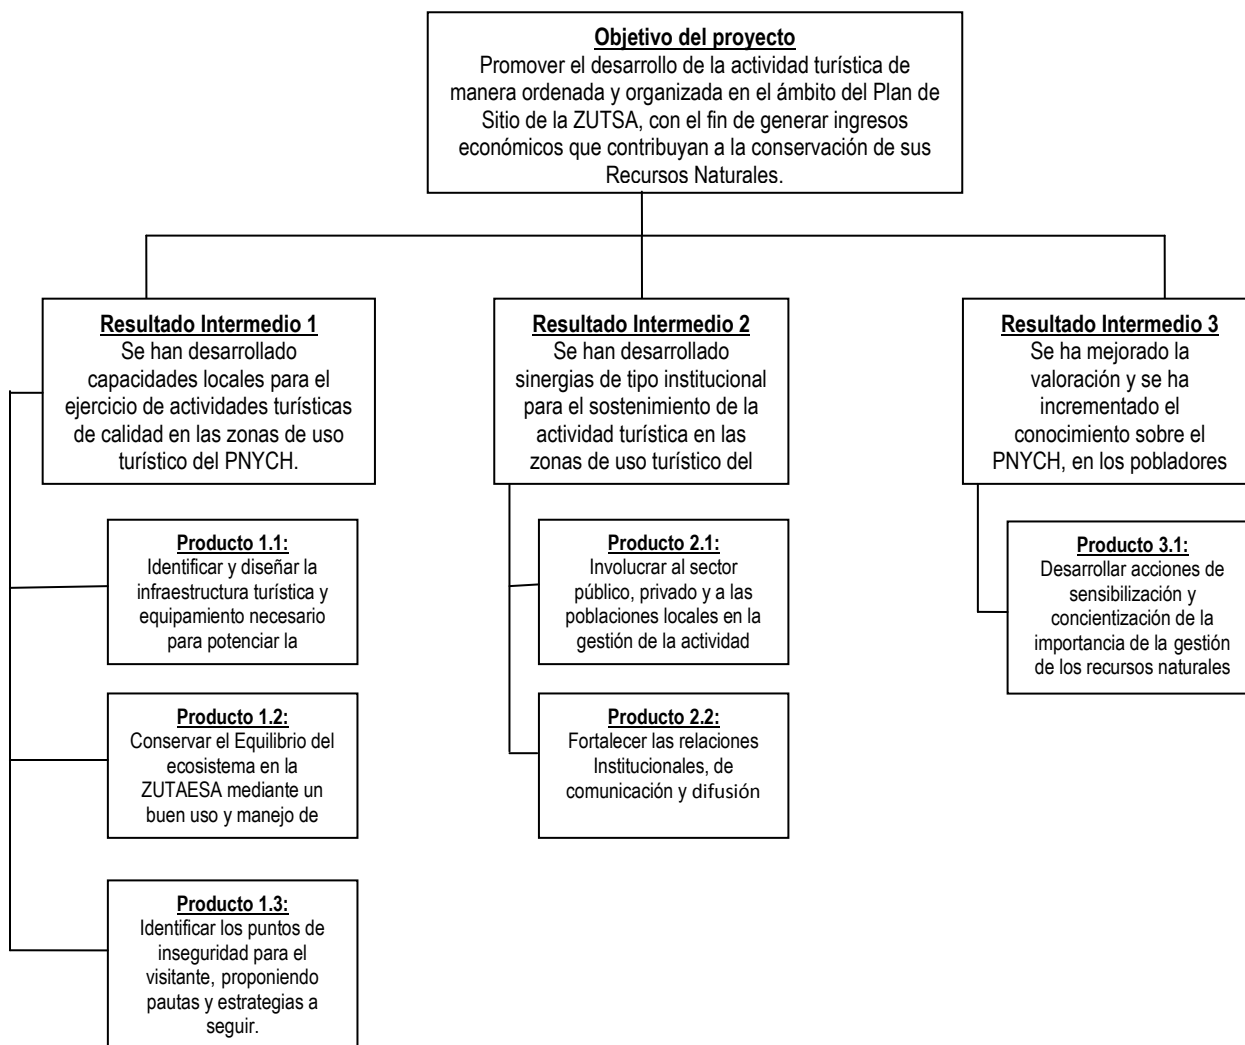 Objetivo del proyecto
Promover el desarrollo de la actividad turística de
manera ordenada y organizada en el ámbito del Plan de
Sitio de la ZUTSA, con el fin de generar ingresos
económicos que contribuyan a la conservación de sus
Recursos Naturales.
Resultado Intermedio 1
Se han desarrollado
capacidades locales para el
ejercicio de actividades turísticas
de calidad en las zonas de uso
turístico del PNYCH.
Resultado Intermedio 2
Se han desarrollado
sinergias de tipo institucional
para el sostenimiento de la
actividad turística en las
zonas de uso turístico del
Resultado Intermedio 3
Se ha mejorado la
valoración y se ha
incrementado el
conocimiento sobre el
PNYCH, en los pobladores
Producto 1.1:
Identificar y diseñar la
infraestructura turística y
equipamiento necesario
para potenciar la
Producto 2.1:
Involucrar al sector
público, privado y a las
poblaciones locales en la
gestión de la actividad
Producto 3.1:
Desarrollar acciones de
sensibilización y
concientización de la
importancia de la gestión
de los recursos naturales
Producto 1.2:
Conservar el Equilibrio del
ecosistema en la
ZUTAESA mediante un
buen uso y manejo de
Producto 2.2:
Fortalecer las relaciones
Institucionales, de
comunicación y difusión
Producto 1.3:
Identificar los puntos de
inseguridad para el
visitante, proponiendo
pautas y estrategias a
seguir.